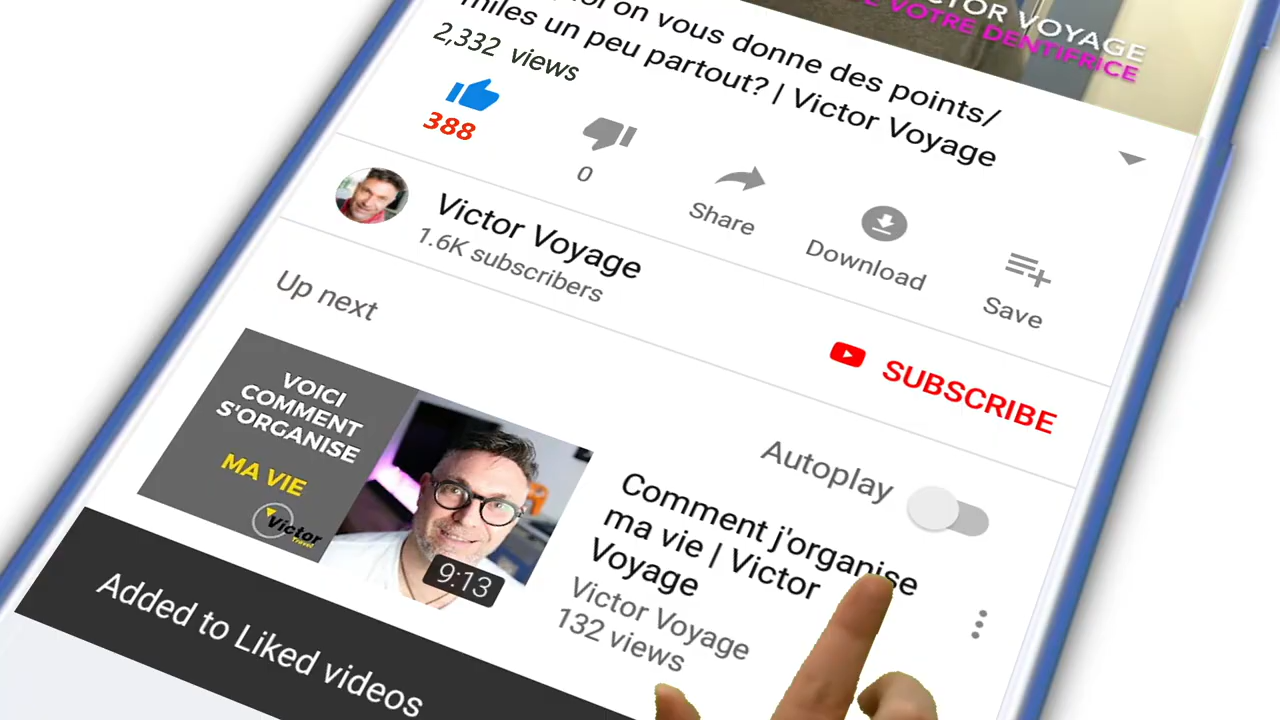 CTOR VOYAGE
VOTRE DENTIFRICE
on vous donne des points/
miles un peu partout? | Victor Voyage
2,332 views
388
0
Share
Download
Save
Victor Voyage
1.6K subscribers
SUBSCRIBE
Up next
Autoplay
VOICI
COMMENT
S'ORGANISE
MA VIE
Victor
Travel
9:13
Comment j'organise
ma vie | Victor
Voyage
Victor Voyage
132 views
Added to Liked videos